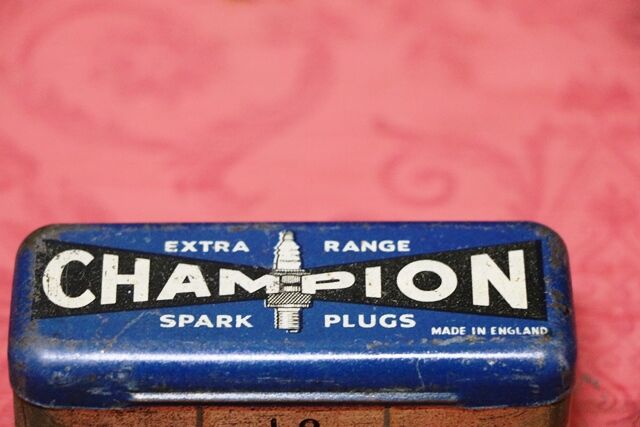 EXTRA RANGE
CHAMPION
SPARK PLUGS
MADE IN ENGLAND